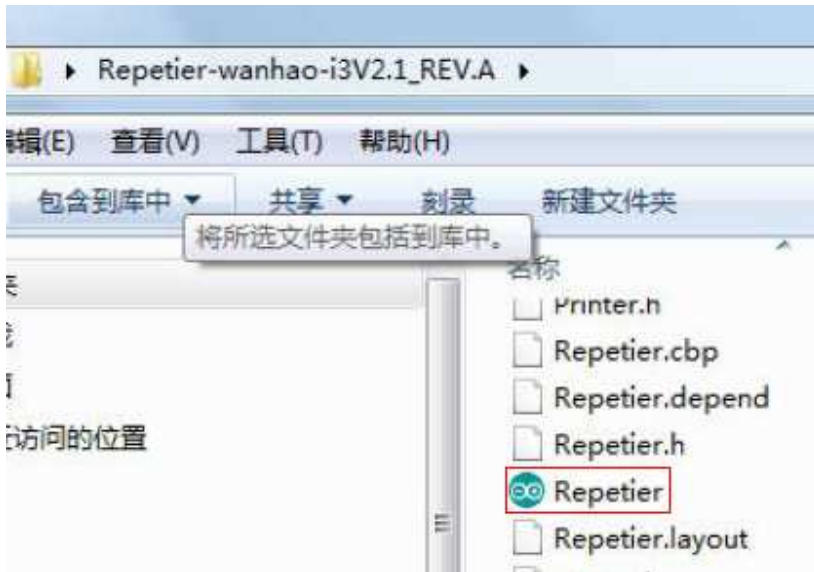 Repetier-wanhao-i3V2.1_REV.A
编辑(E) 查看(V) 工具(T) 帮助(H)
包含到库中 共享 刻录 新建文件夹
将所选文件夹包括到库中。
名称
Printer.h
Repetier.cbp
Repetier.depend
访问的位置
Repetier.h
Repetier
Repetier.layout